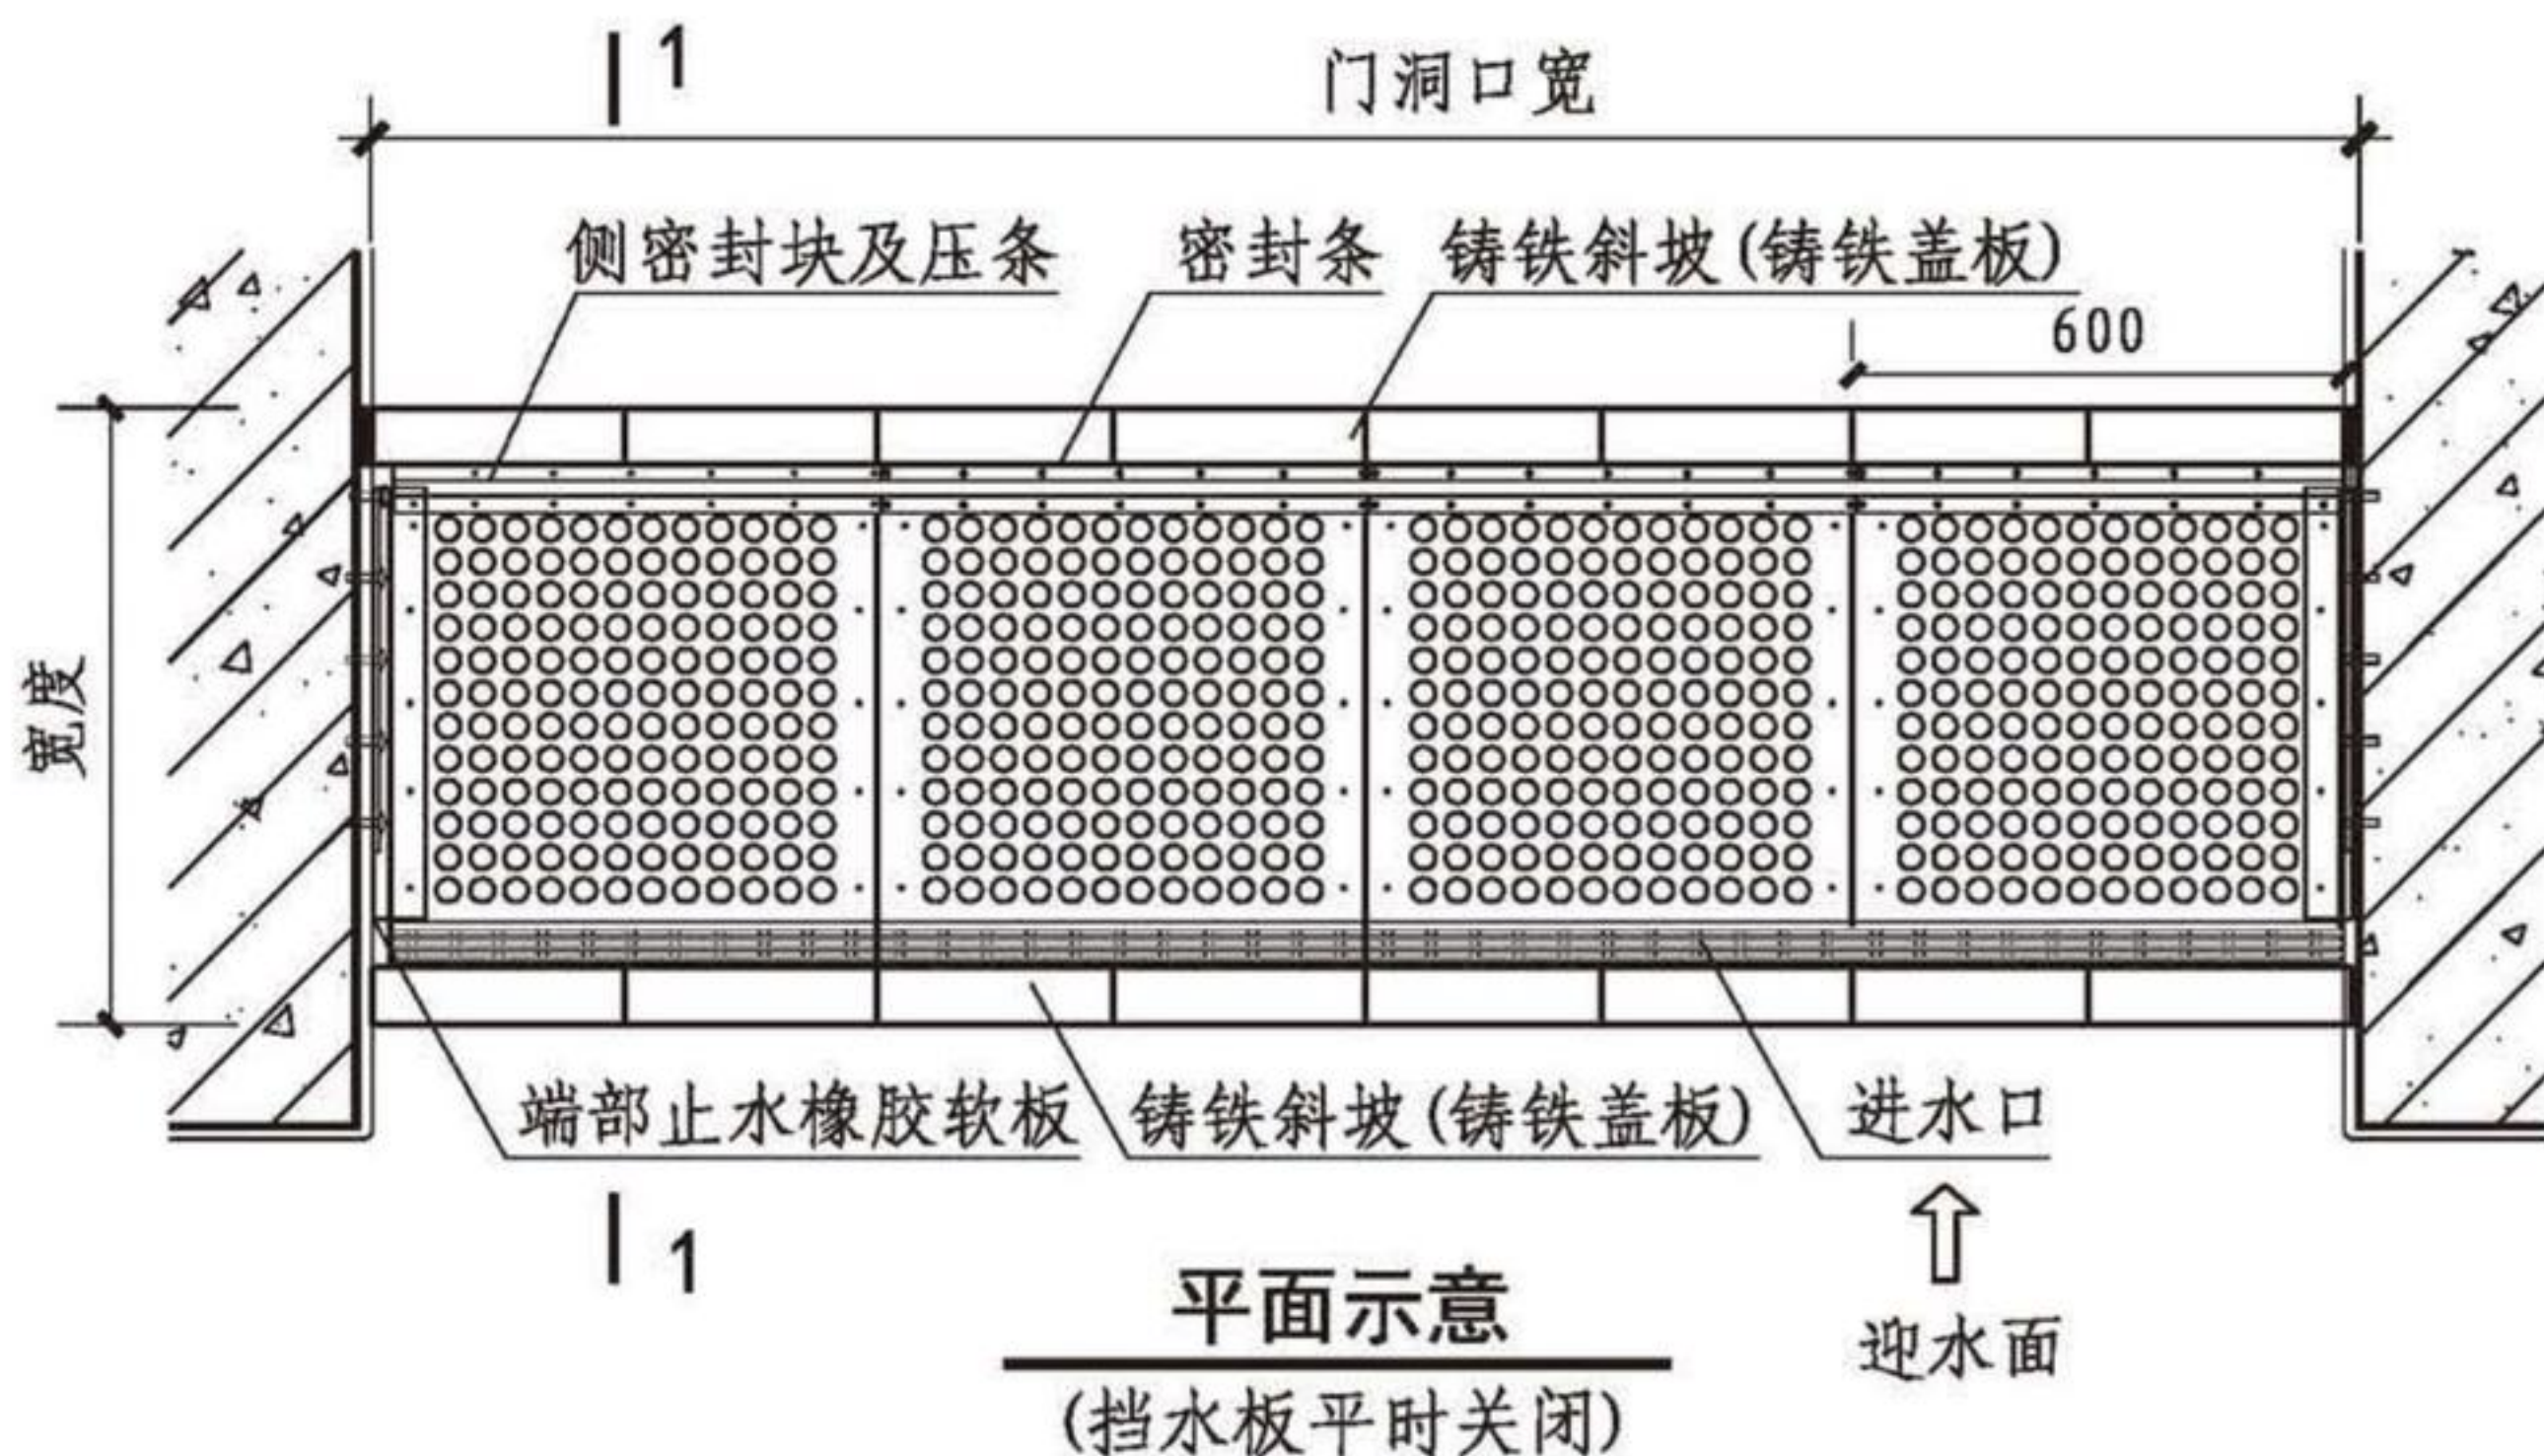 1
门洞口宽
侧密封块及压条
密封条
铸铁斜坡(铸铁盖板)
600
宽度
端部止水橡胶软板
铸铁斜坡(铸铁盖板)
进水口
1
平面示意
迎水面
(挡水板平时关闭)